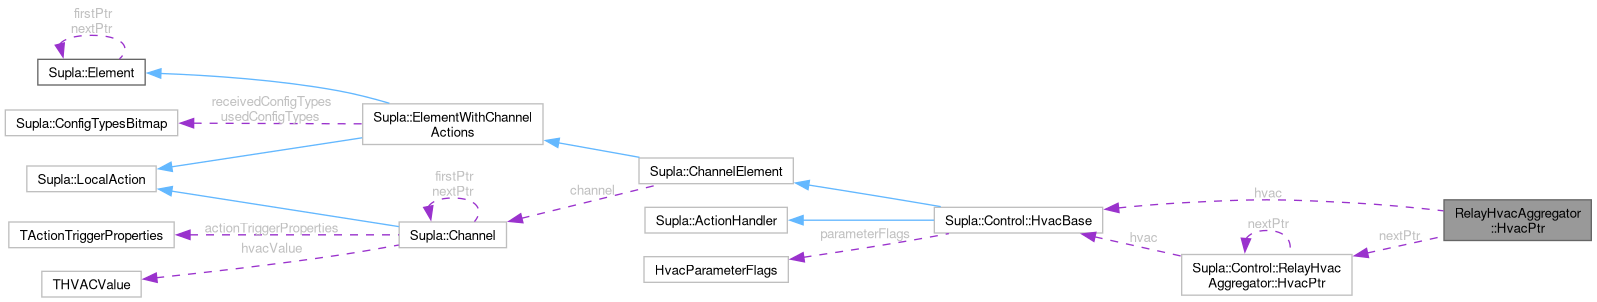 firstPtr
nextPtr
Supla::Element
receivedConfigTypes
usedConfigTypes
Supla::ConfigTypesBitmap
Supla::ElementWithChannel
Actions
Supla::LocalAction
firstPtr
nextPtr
Supla::ChannelElement
channel
hvac
RelayHvacAggregator
::HvacPtr
Supla::ActionHandler
Supla::Control::HvacBase
actionTriggerProperties
TActionTriggerProperties
Supla::Channel
hvacValue
parameterFlags
hvac
nextPtr
nextPtr
HvacParameterFlags
Supla::Control::RelayHvac
Aggregator::HvacPtr
THVACValue